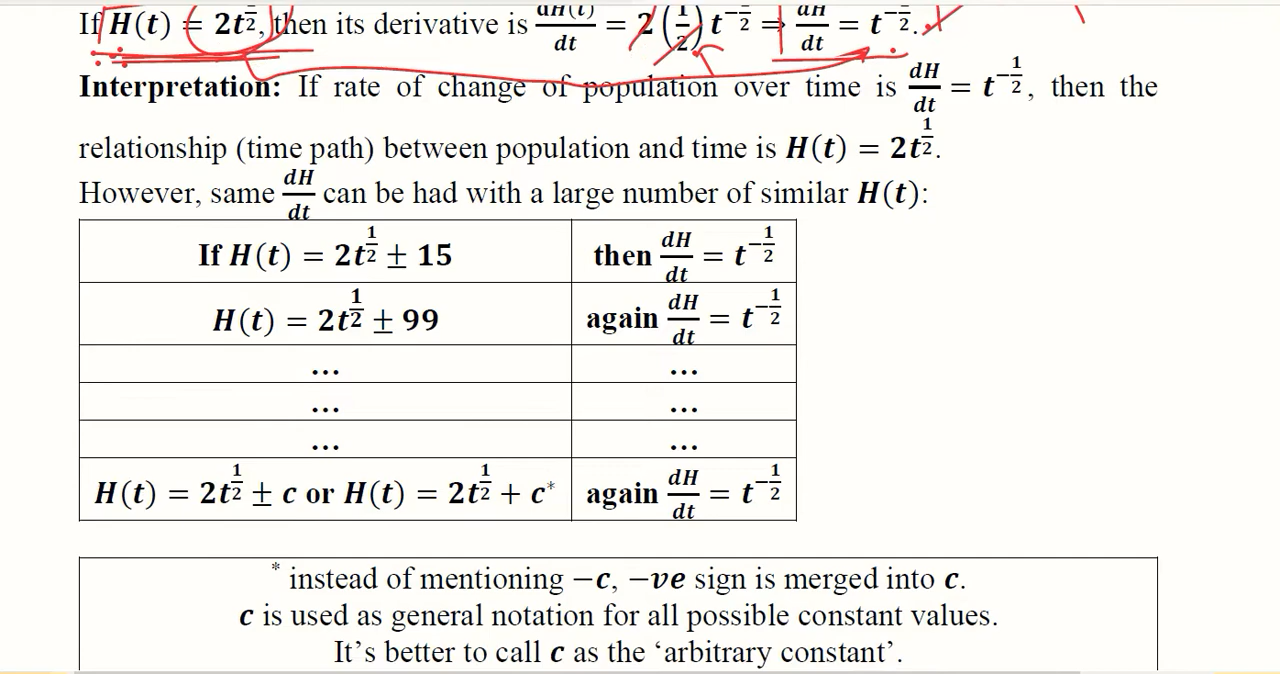 If H(t) = 2t^(1/2), then its derivative is dH(t)/dt = 2(1/2)t^(-1/2) ⇒ dH/dt = t^(-1/2).
Interpretation: If rate of change of population over time is dH/dt = t^(-1/2), then the
relationship (time path) between population and time is H(t) = 2t^(1/2).
However, same dH/dt can be had with a large number of similar H(t):
If H(t) = 2t^(1/2) ± 15 then dH/dt = t^(-1/2)
H(t) = 2t^(1/2) ± 99 again dH/dt = t^(-1/2)
... ...
... ...
... ...
H(t) = 2t^(1/2) ± c or H(t) = 2t^(1/2) + c* again dH/dt = t^(-1/2)
* instead of mentioning −c, −ve sign is merged into c.
c is used as general notation for all possible constant values.
It's better to call c as the 'arbitrary constant'.